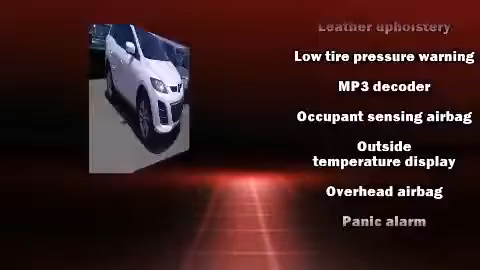 Leather upholstery
Low tire pressure warning
MP3 decoder
Occupant sensing airbag
Outside
temperature display
Overhead airbag
Panic alarm